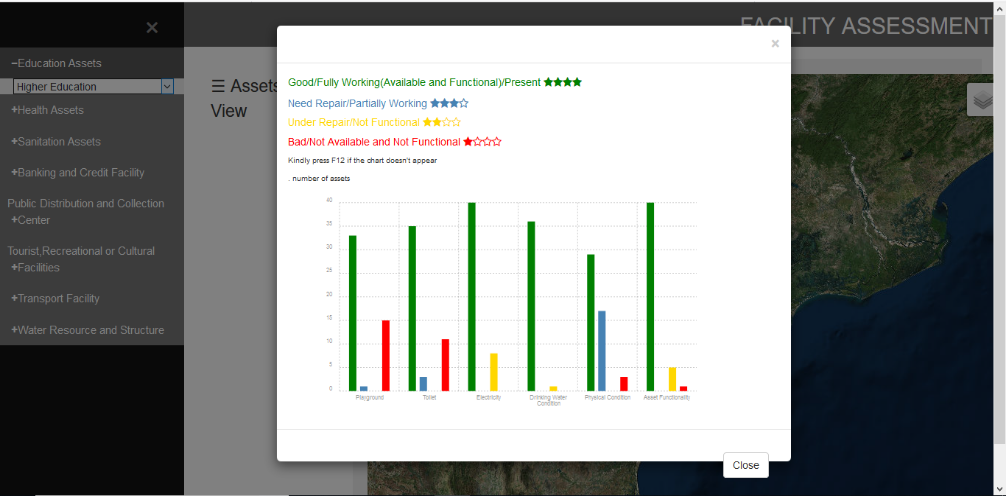 FACILITY ASSESSMENT
×
×
−Education Assets
Higher Education
+Health Assets
+Sanitation Assets
+Banking and Credit Facility
Public Distribution and Collection
+Center
Tourist,Recreational or Cultural
+Facilities
+Transport Facility
+Water Resource and Structure
☰ Assets
View
Good/Fully Working(Available and Functional)/Present ★★★★
Need Repair/Partially Working ★★★☆
Under Repair/Not Functional ★★☆☆
Bad/Not Available and Not Functional ★☆☆☆
Kindly press F12 if the chart doesn't appear
. number of assets
40
35
30
25
20
15
10
5
0
Playground Toilet Electricity Drinking Water Physical Condition Asset Functionality
Condition
Close